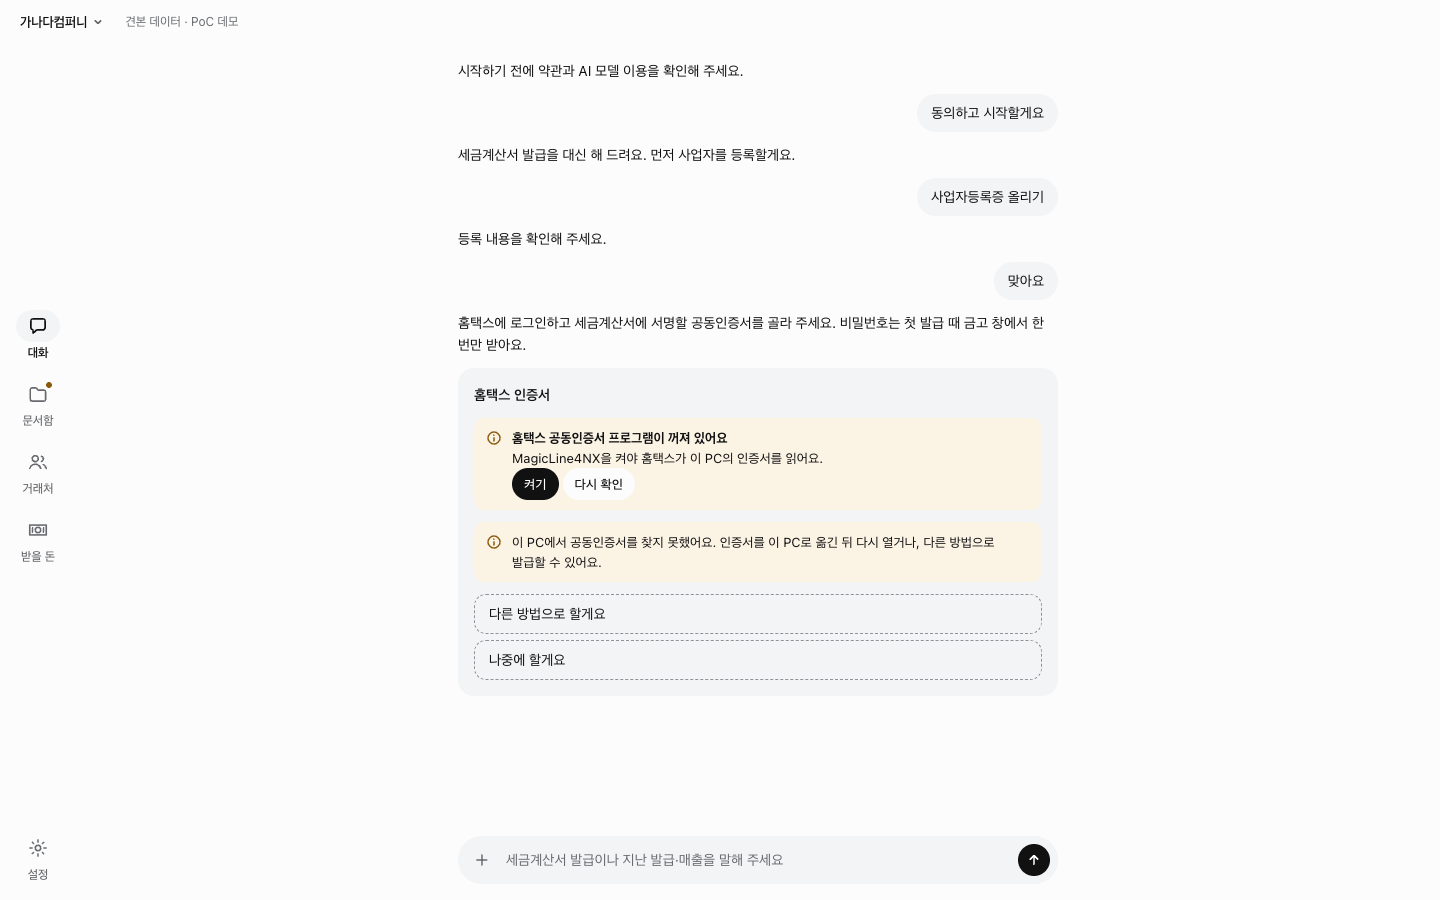 가나다컴퍼니
견본 데이터 · PoC 데모
시작하기 전에 약관과 AI 모델 이용을 확인해 주세요.
동의하고 시작할게요
세금계산서 발급을 대신 해 드려요. 먼저 사업자를 등록할게요.
사업자등록증 올리기
등록 내용을 확인해 주세요.
맞아요
홈택스에 로그인하고 세금계산서에 서명할 공동인증서를 골라 주세요. 비밀번호는 첫 발급 때 금고 창에서 한
번만 받아요.
홈택스 인증서
홈택스 공동인증서 프로그램이 꺼져 있어요
MagicLine4NX을 켜야 홈택스가 이 PC의 인증서를 읽어요.
켜기
다시 확인
이 PC에서 공동인증서를 찾지 못했어요. 인증서를 이 PC로 옮긴 뒤 다시 열거나, 다른 방법으로
발급할 수 있어요.
다른 방법으로 할게요
나중에 할게요
대화
문서함
거래처
받을 돈
설정
세금계산서 발급이나 지난 발급·매출을 말해 주세요